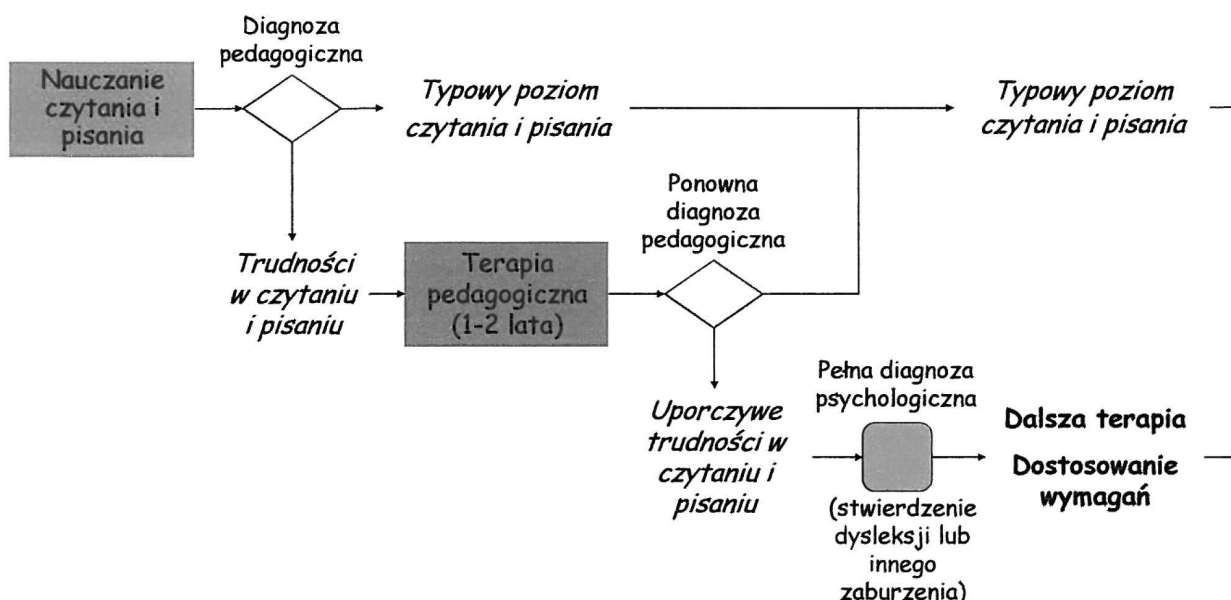 Diagnoza
pedagogiczna
Nauczanie
czytania i
pisania
Typowy poziom
czytania i pisania
Typowy poziom
czytania i pisania
Ponowna
diagnoza
pedagogiczna
Trudności
w czytaniu
i pisaniu
Terapia
pedagogiczna
(1-2 lata)
Pełna diagnoza
psychologiczna
Uporczywe
trudności w
czytaniu i
pisaniu
Dalsza terapia
Dostosowanie
wymagań
(stwierdzenie
dysleksji lub
innego
zaburzenia)